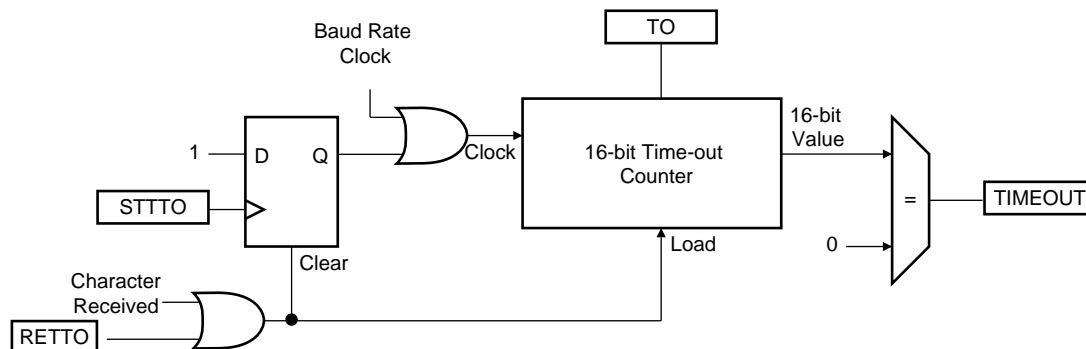 TO
Baud Rate
Clock
16-bit
Value
1
D
Q
Clock
16-bit Time-out
Counter
STTTO
=
TIMEOUT
Clear
Load
0
Character
Received
RETTO